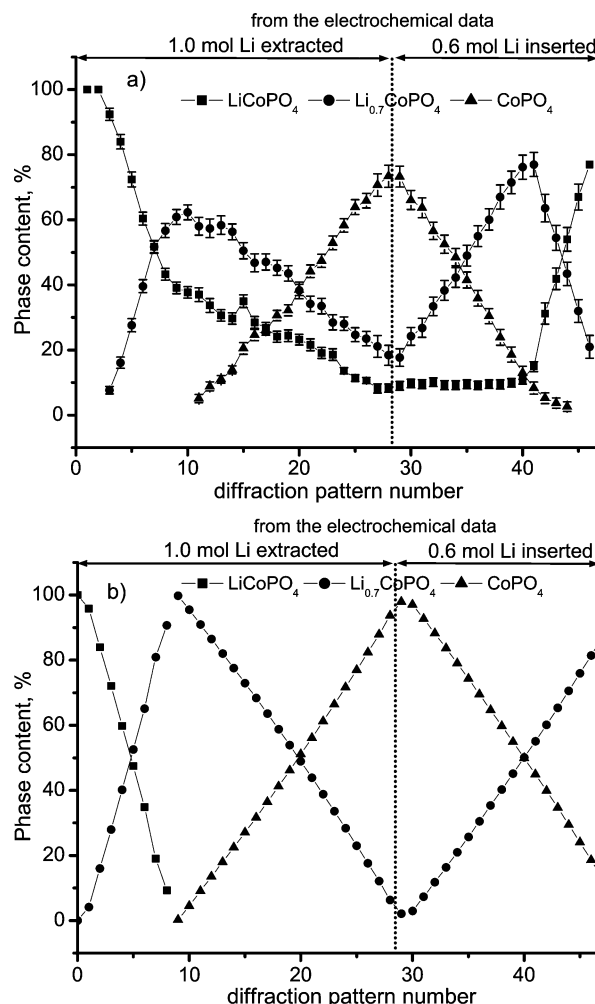 from the electrochemical data
1.0 mol Li extracted 0.6 mol Li inserted
a)
LiCoPO4 Li0.7CoPO4 CoPO4
100
80
60
40
20
0
Phase content, %
0 10 20 30 40
diffraction pattern number
from the electrochemical data
1.0 mol Li extracted 0.6 mol Li inserted
b)
LiCoPO4 Li0.7CoPO4 CoPO4
100
80
60
40
20
0
Phase content, %
0 10 20 30 40
diffraction pattern number